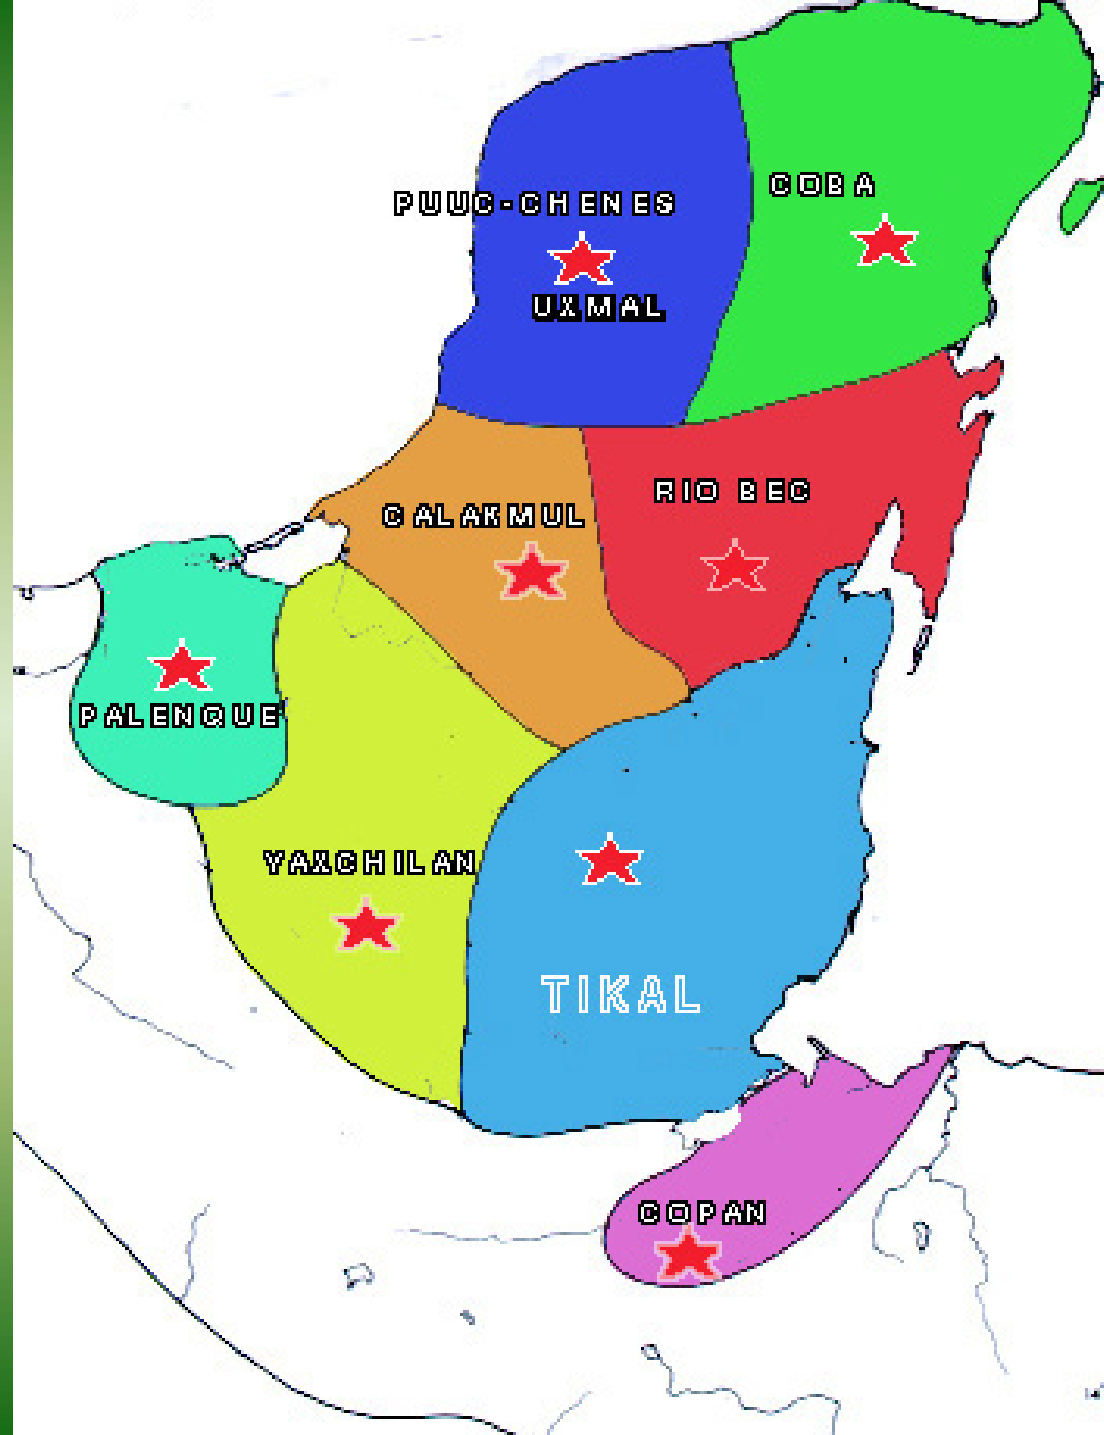 COBA
PUUC-CHENES
UXMAL
RIO BEC
CALAKMUL
PALENQUE
YAXCHILAN
TIKAL
COPAN